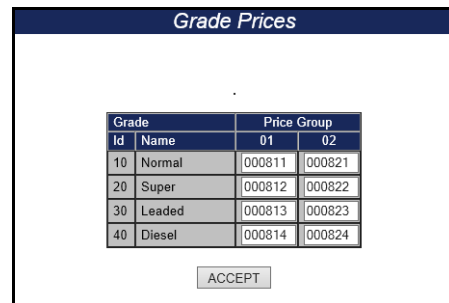 Grade Prices
.
Grade Price Group
Id Name 01 02
10 Normal 000811 000821
20 Super 000812 000822
30 Leaded 000813 000823
40 Diesel 000814 000824
ACCEPT